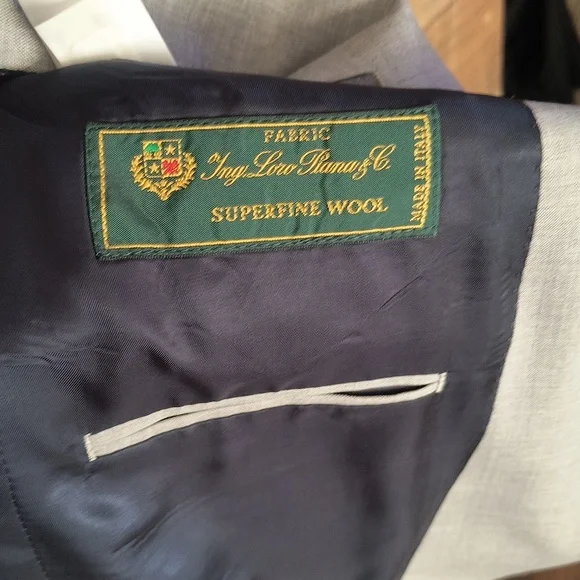 FABRIC
Ing. Loro Piana & C.
SUPERFINE WOOL
MADE IN ITALY